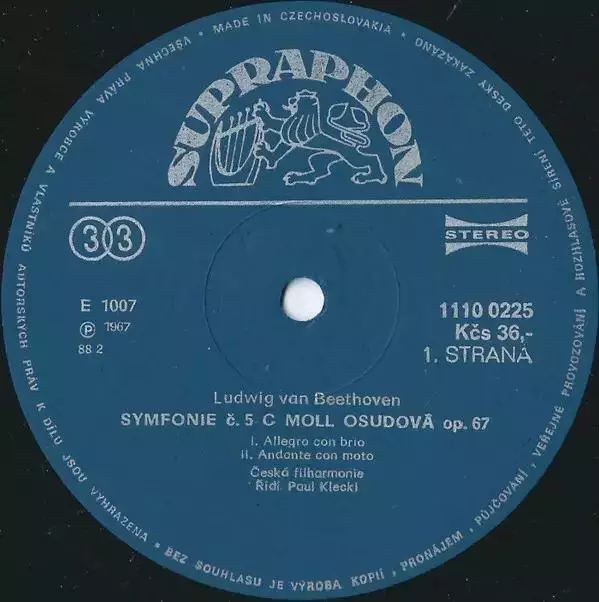 • MADE IN CZECHOSLOVAKIA •
VŠECHNA PRÁVA VÝROBCE A VLASTNÍKŮ AUTORSKÝCH PRÁV K DÍLU JSOU VYHRAŽENA • BEZ SOUHLASU JE VÝROBA KOPIÍ, PRONÁJEM, PŮJČOVÁNÍ, VEŘEJNÉ PROVOZOVÁNÍ A ROZHLASOVÉ ŠÍŘENÍ TÉTO DESKY ZAKÁZÁNO
SUPRAPHON
33
STEREO
E 1007
Ⓟ 1967
88 2
1110 0225
Kčs 36,-
1. STRANA
Ludwig van Beethoven
SYMFONIE č. 5 C MOLL OSUDOVÁ op. 67
I. Allegro con brio
II. Andante con moto
Česká filharmonie
Řídí Paul Klecki